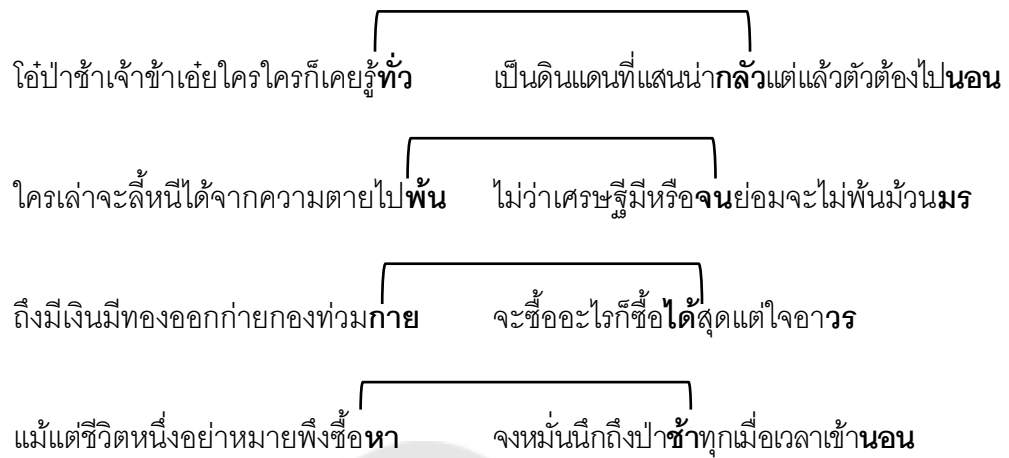 โอ๋ป่าช้าเจ้าข้าเอ๋ยใครใครก็เคยรู้ทั่ว เป็นดินแดนที่แสนน่ากลัวแต่แล้วตัวต้องไปนอน
ใครเล่าจะลี้หนีได้จากความตายไปพ้น ไม่ว่าเศรษฐีมีหรือจนย่อมจะไม่พ้นม้วนมร
ถึงมีเงินมีทองออกก่ายกองท่วมกาย จะซื้ออะไรก็ซื้อได้สุดแต่ใจอาวร
แม้แต่ชีวิตหนึ่งอย่าหมายพึงซื้อหา จงหมั่นนึกถึงป่าช้าทุกเมื่อเวลาเข้านอน